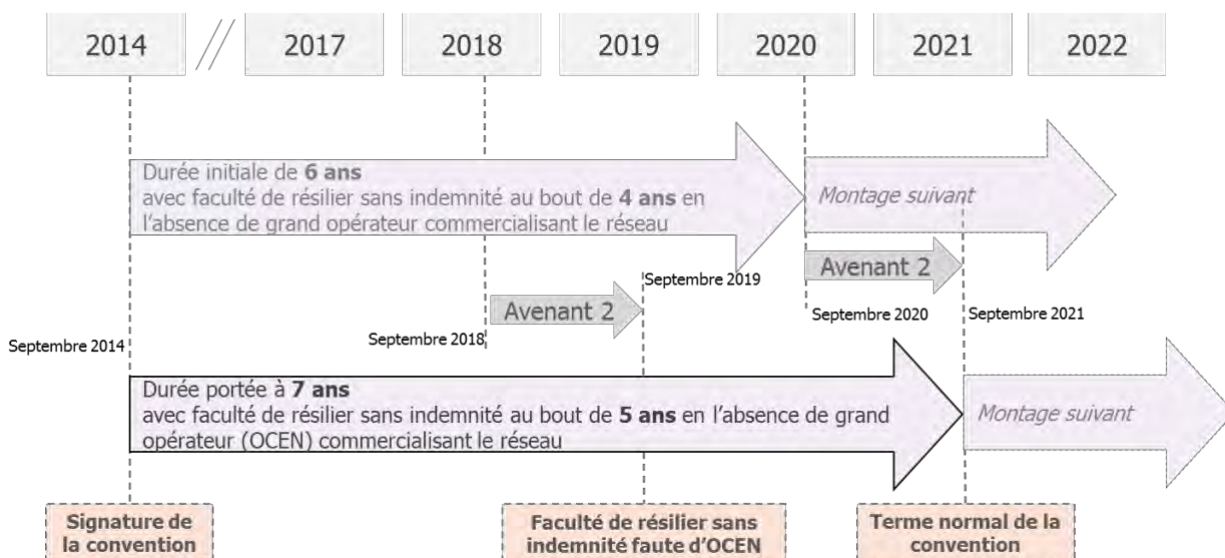 2014
2017
2018
2019
2020
2021
2022
Durée initiale de 6 ans
avec faculté de résilier sans indemnité au bout de 4 ans en
l'absence de grand opérateur commercialisant le réseau
Montage suivant
Avenant 2
Septembre 2019
Avenant 2
Septembre 2020
Septembre 2021
Septembre 2018
Septembre 2014
Durée portée à 7 ans
avec faculté de résilier sans indemnité au bout de 5 ans en l'absence de grand
opérateur (OCEN) commercialisant le réseau
Montage suivant
Signature de
la convention
Faculté de résilier sans
indemnité faute d'OCEN
Terme normal de la
convention